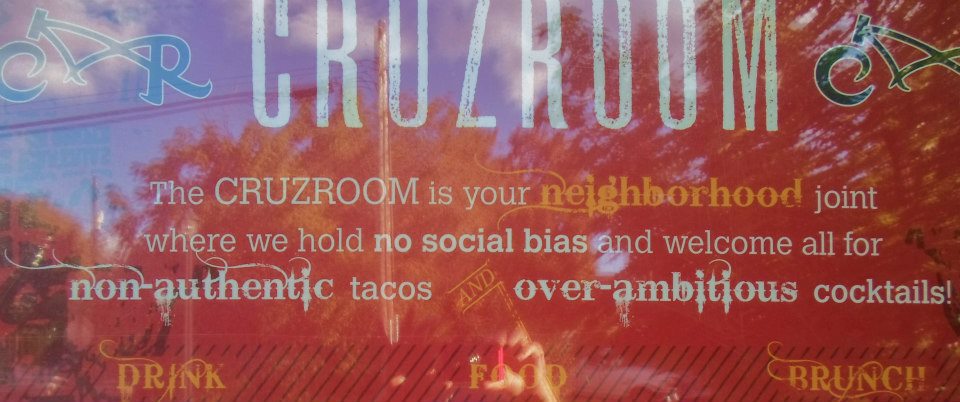 CR CRUZROOM C
The CRUZROOM is your neighborhood joint
where we hold no social bias and welcome all for
non-authentic tacos AND over-ambitious cocktails!
DRINK FOOD BRUNCH